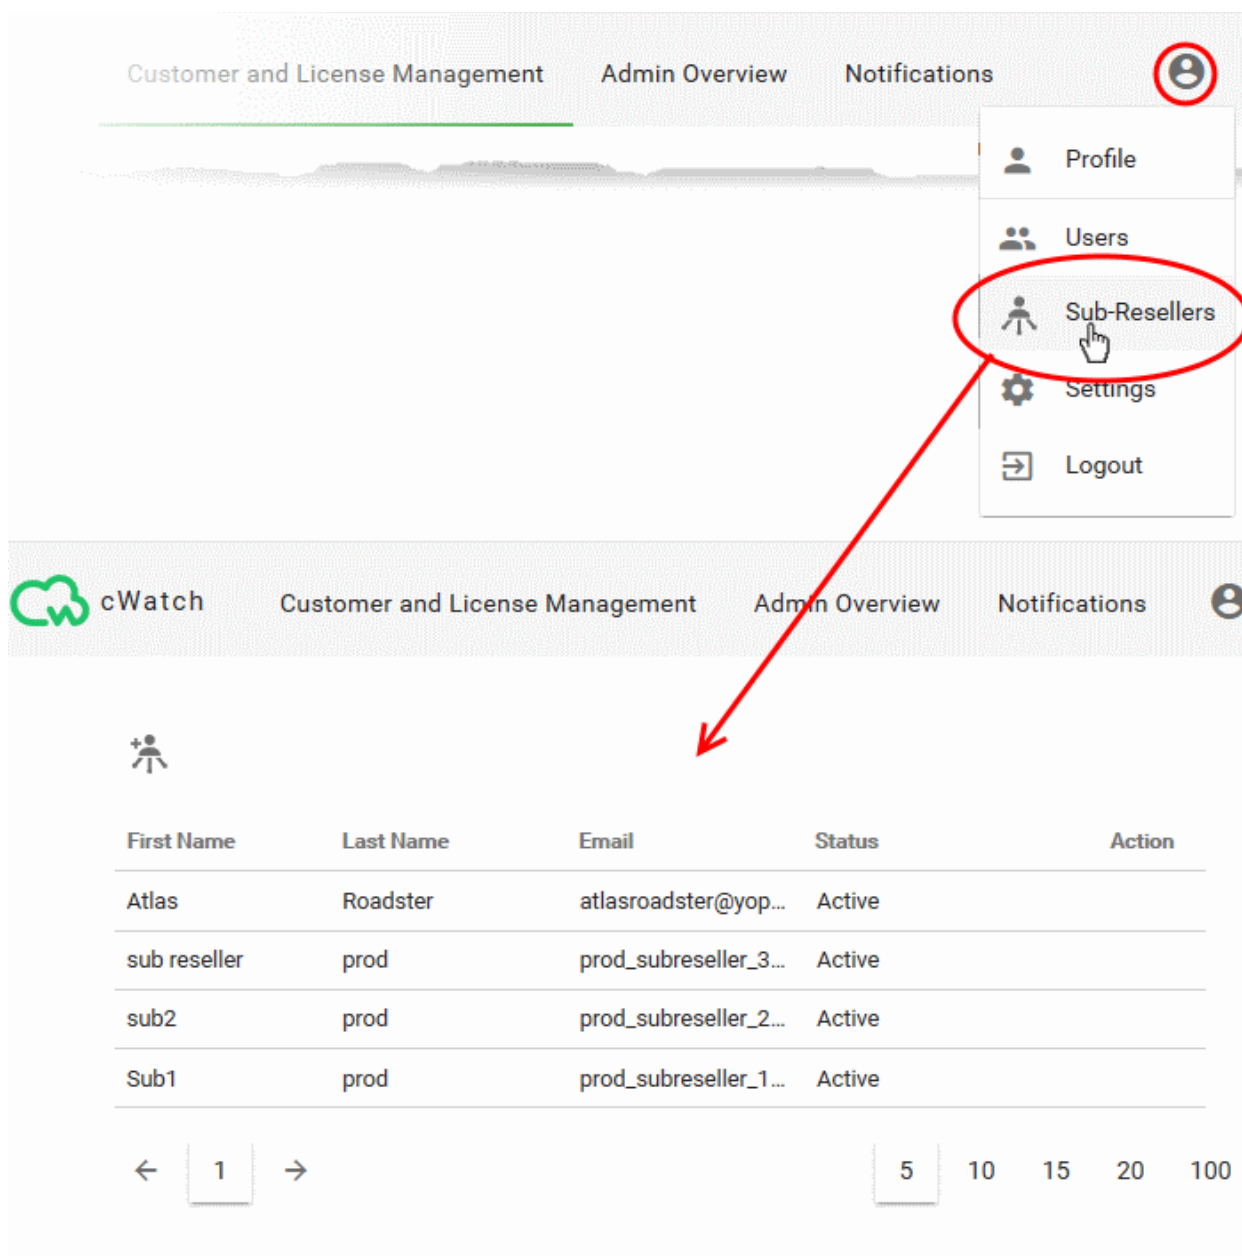 Customer and License Management Admin Overview Notifications
Profile
Users
Sub-Resellers
Settings
Logout
cWatch Customer and License Management Admin Overview Notifications
First Name Last Name Email Status Action
Atlas Roadster atlasroadster@yop... Active
sub reseller prod prod_subreseller_3... Active
sub2 prod prod_subreseller_2... Active
Sub1 prod prod_subreseller_1... Active
1 5 10 15 20 100